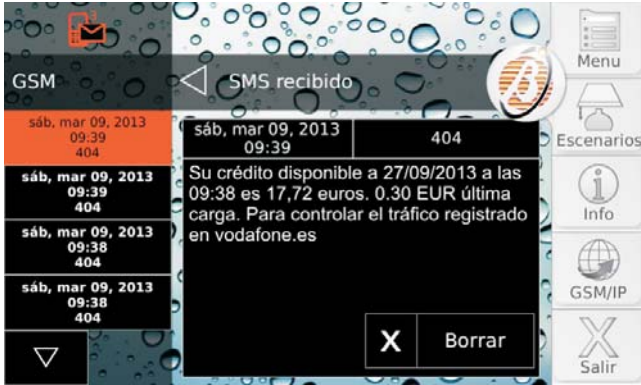 3
GSM
SMS recibido
sáb, mar 09, 2013
09:39
404
sáb, mar 09, 2013
09:39
404
sáb, mar 09, 2013
09:38
404
sáb, mar 09, 2013
09:38
404
sáb, mar 09, 2013
09:39
404
Su crédito disponible a 27/09/2013 a las
09:38 es 17,72 euros. 0.30 EUR última
carga. Para controlar el tráfico registrado
en vodafone.es
X
Borrar
Menu
Escenarios
Info
GSM/IP
Salir